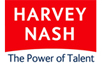 HARVEY
NASH
The Power of Talent